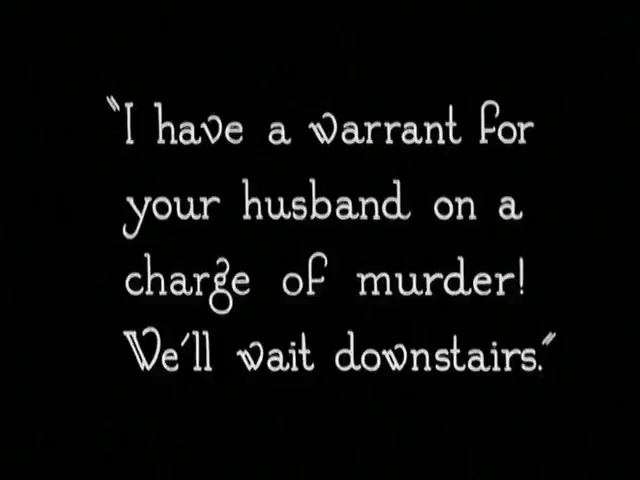 "I have a warrant for
your husband on a
charge of murder!
We'll wait downstairs."